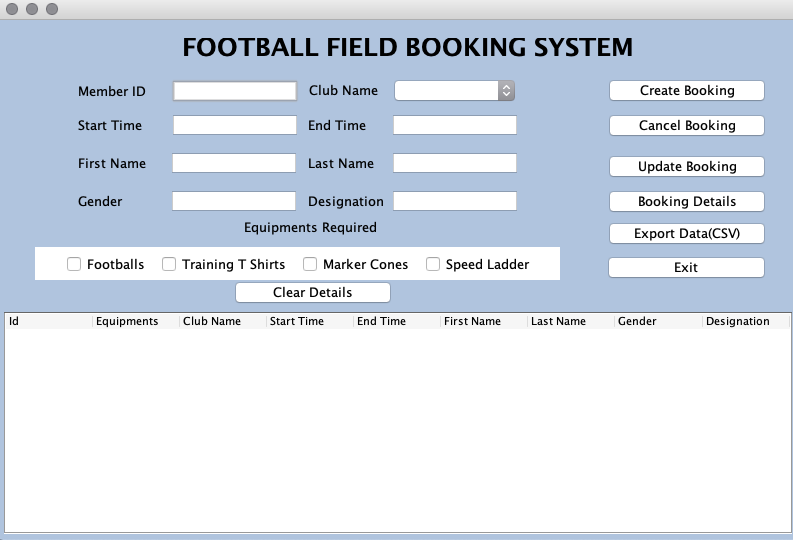 FOOTBALL FIELD BOOKING SYSTEM
Member ID Club Name Create Booking
Start Time End Time Cancel Booking
First Name Last Name Update Booking
Gender Designation Booking Details
Equipments Required
Export Data(CSV)
Footballs Training T Shirts Marker Cones Speed Ladder Exit
Clear Details
Id Equipments Club Name Start Time End Time First Name Last Name Gender Designation